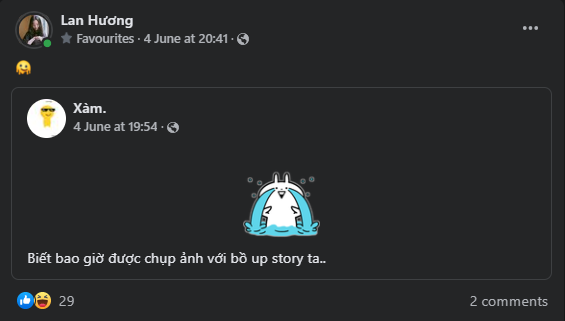 Lan Hương
Favourites · 4 June at 20:41 ·
Xàm.
4 June at 19:54 ·
Biết bao giờ được chụp ảnh với bồ up story ta..
29
2 comments